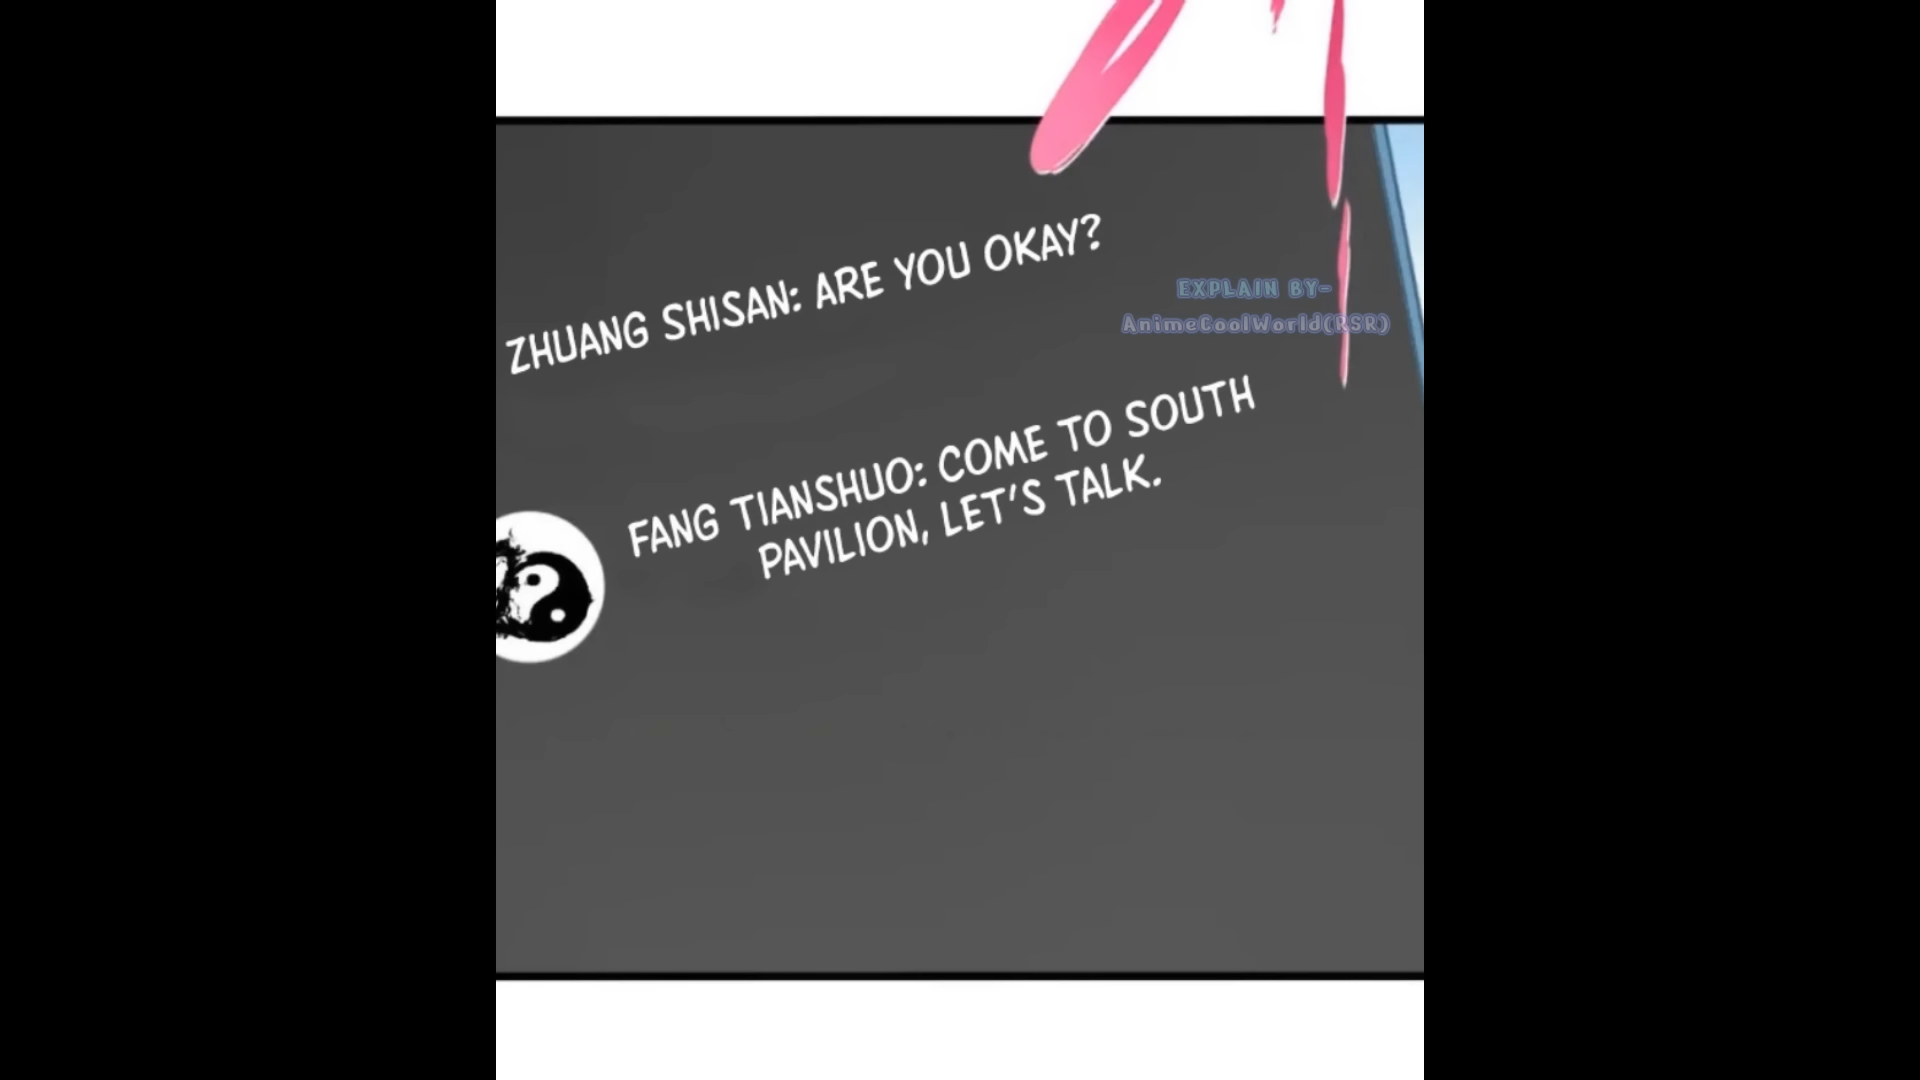 ZHUANG SHISAN: ARE YOU OKAY?
EXPLAIN BY-
AnimeCoolWorld(RSR)
FANG TIANSHUO: COME TO SOUTH
PAVILION, LET'S TALK.